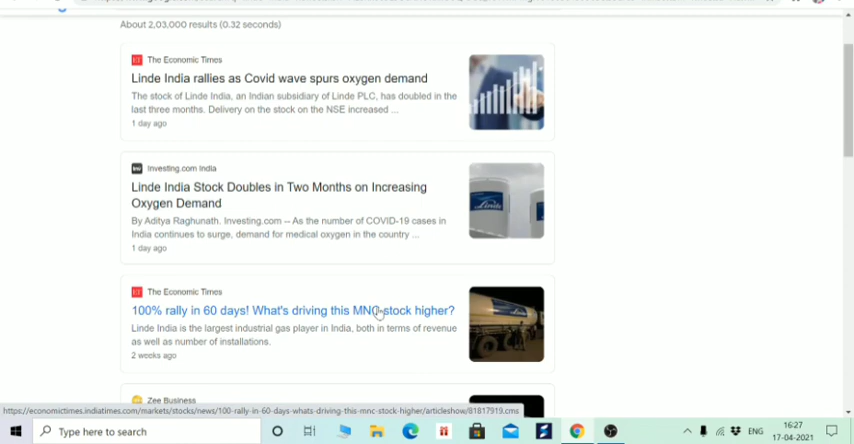 About 2,03,000 results (0.32 seconds)
The Economic Times
Linde India rallies as Covid wave spurs oxygen demand
The stock of Linde India, an Indian subsidiary of Linde PLC, has doubled in the
last three months. Delivery on the stock on the NSE increased ...
1 day ago
Investing.com India
Linde India Stock Doubles in Two Months on Increasing
Oxygen Demand
By Aditya Raghunath. Investing.com -- As the number of COVID-19 cases in
India continues to surge, demand for medical oxygen in the country ...
1 day ago
Linde
The Economic Times
100% rally in 60 days! What's driving this MNC stock higher?
Linde India is the largest industrial gas player in India, both in terms of revenue
as well as number of installations.
2 weeks ago
Zee Business
https://economictimes.indiatimes.com/markets/stocks/news/100-rally-in-60-days-whats-driving-this-mnc-stock-higher/articleshow/81817919.cms
Type here to search
ENG
16:27
17-04-2021